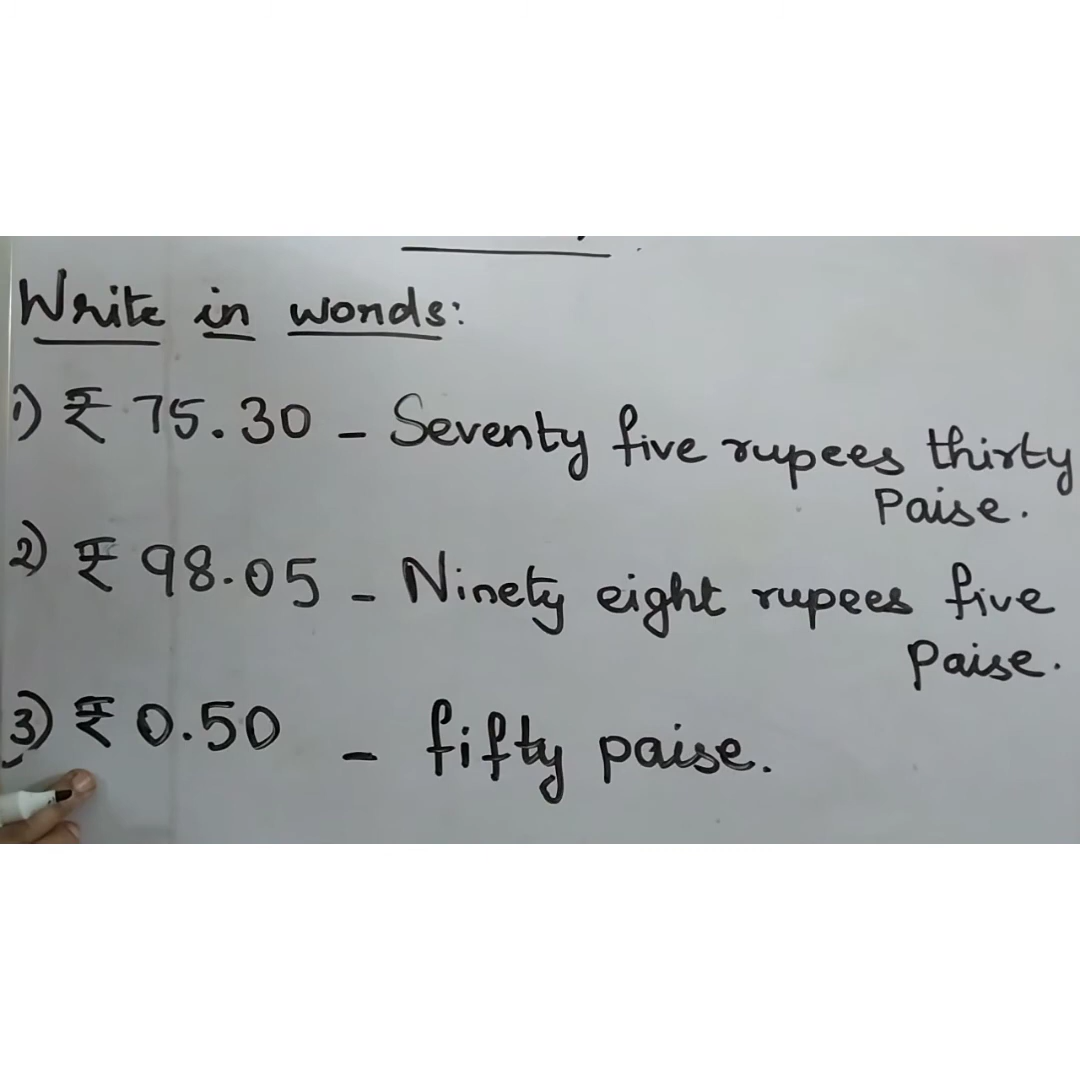 Write in words:
1) ₹ 75.30 - Seventy five rupees thirty
Paise.
2) ₹ 98.05 - Ninety eight rupees five
Paise.
3) ₹ 0.50 - fifty paise.